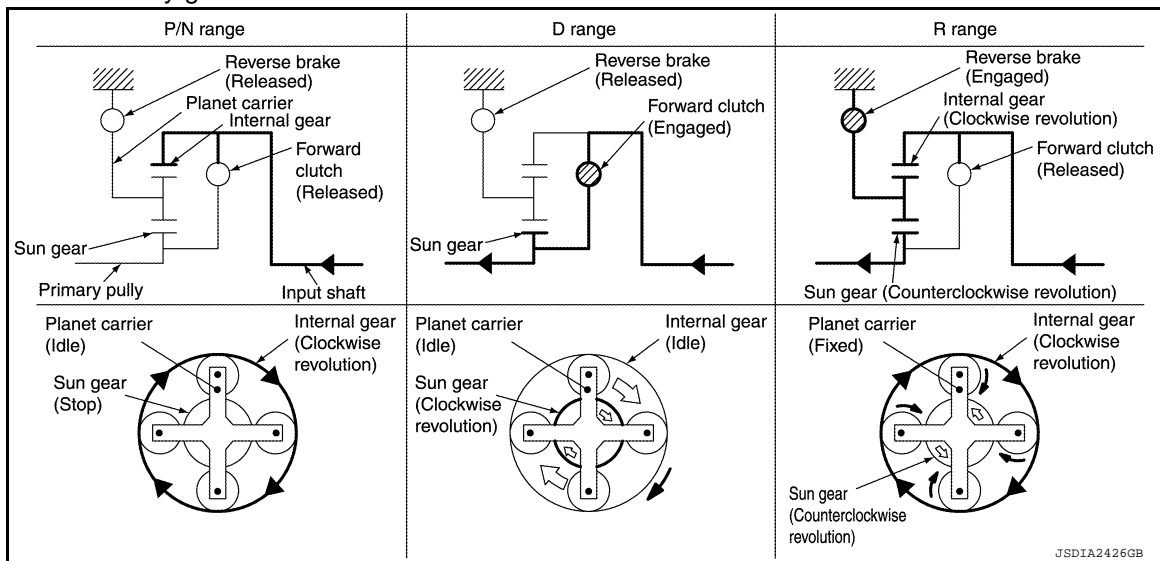 P/N range
D range
R range
Reverse brake
(Released)
Planet carrier
Internal gear
Forward
clutch
(Released)
Sun gear
Primary pully
Input shaft
Reverse brake
(Released)
Forward clutch
(Engaged)
Sun gear
Reverse brake
(Engaged)
Internal gear
(Clockwise revolution)
Forward clutch
(Released)
Sun gear (Counterclockwise revolution)
Planet carrier
(Idle)
Internal gear
(Clockwise
revolution)
Sun gear
(Stop)
Planet carrier
(Idle)
Internal gear
(Idle)
Sun gear
(Clockwise
revolution)
Planet carrier
(Fixed)
Internal gear
(Clockwise
revolution)
Sun gear
(Counterclockwise
revolution)
JSDIA2426GB